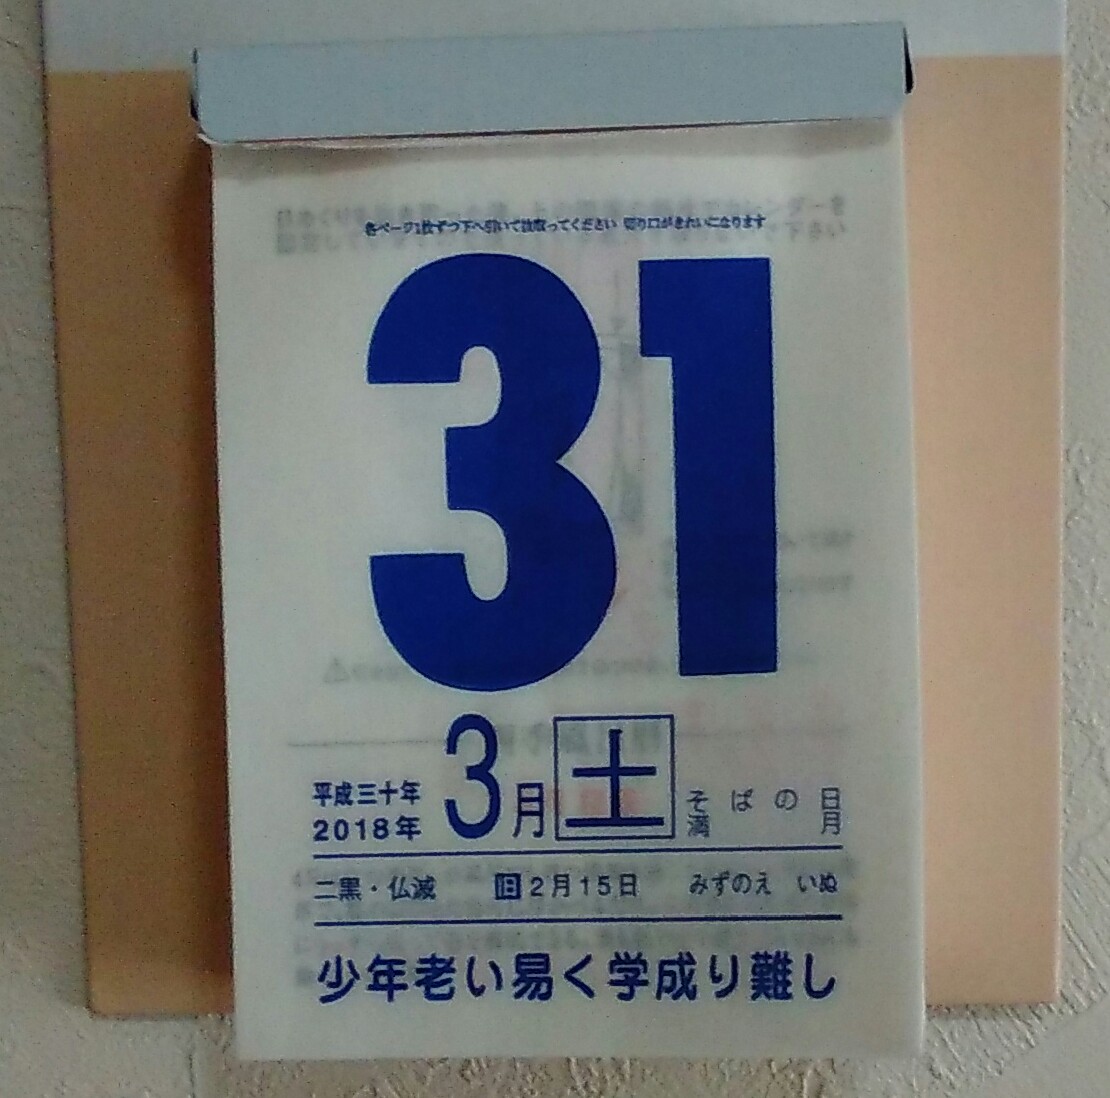 各ページ1枚ずつ下へ引いて抜取ってください 切り口がきれいになります
31
平成三十年
2018年
3月
土
そばの日
満月
二黒・仏滅 旧2月15日 みずのえ いぬ
少年老い易く学成り難し